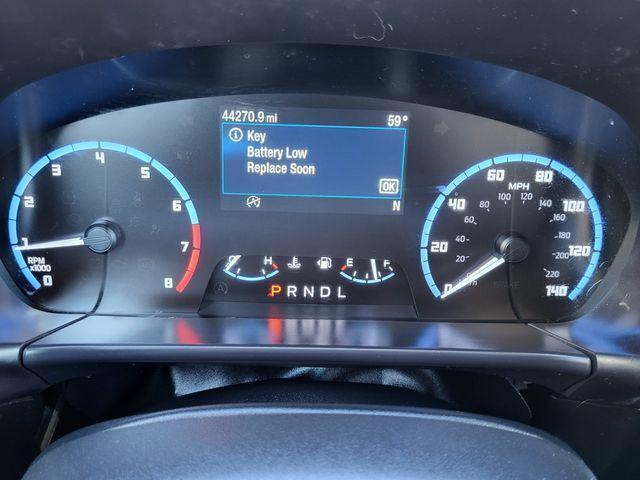 44270.9 mi 59°
Key
Battery Low
Replace Soon
OK
N
0 1 2 3 4 5 6 7 8
RPM
x1000
C H F
PRNDL
0 20 40 60 80 100 120 140
MPH
20 40 60 80 100 120 140 160 180 200 220